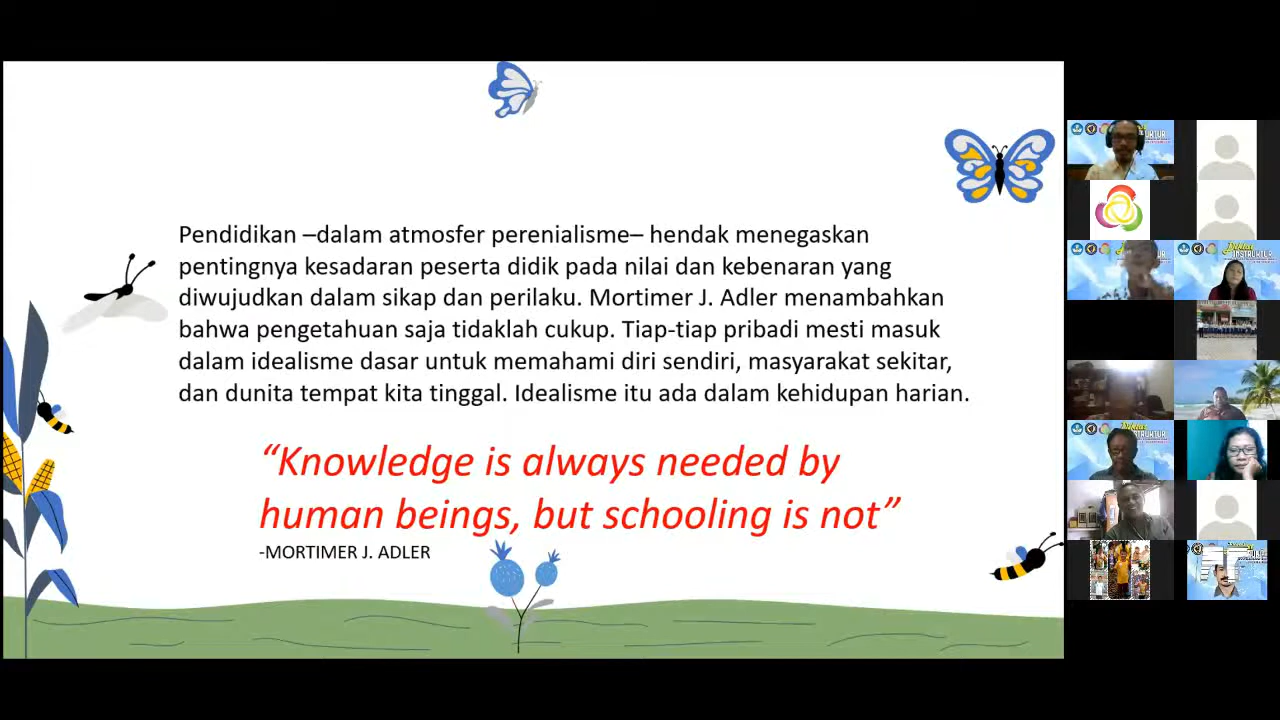 Pendidikan –dalam atmosfer perenialisme– hendak menegaskan
pentingnya kesadaran peserta didik pada nilai dan kebenaran yang
diwujudkan dalam sikap dan perilaku. Mortimer J. Adler menambahkan
bahwa pengetahuan saja tidaklah cukup. Tiap-tiap pribadi mesti masuk
dalam idealisme dasar untuk memahami diri sendiri, masyarakat sekitar,
dan dunita tempat kita tinggal. Idealisme itu ada dalam kehidupan harian.
“Knowledge is always needed by
human beings, but schooling is not”
-MORTIMER J. ADLER
INSTRUKTUR